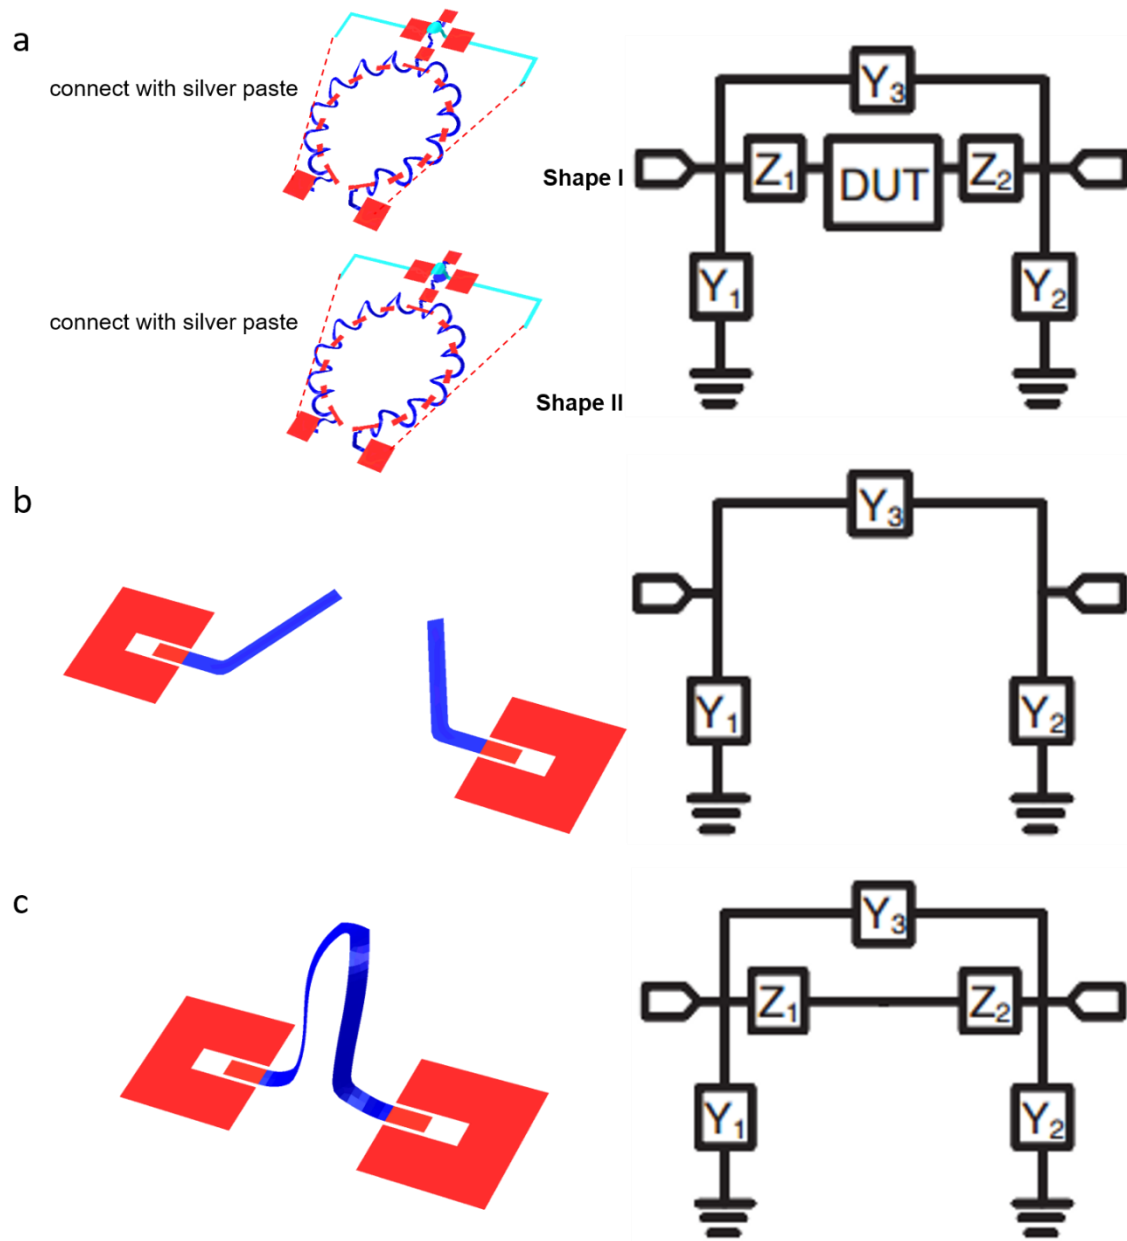 a
connect with silver paste
Shape I
connect with silver paste
Shape II
Y3
Z1 DUT Z2
Y1 Y2
b
Y3
Y1 Y2
c
Y3
Z1 Z2
Y1 Y2